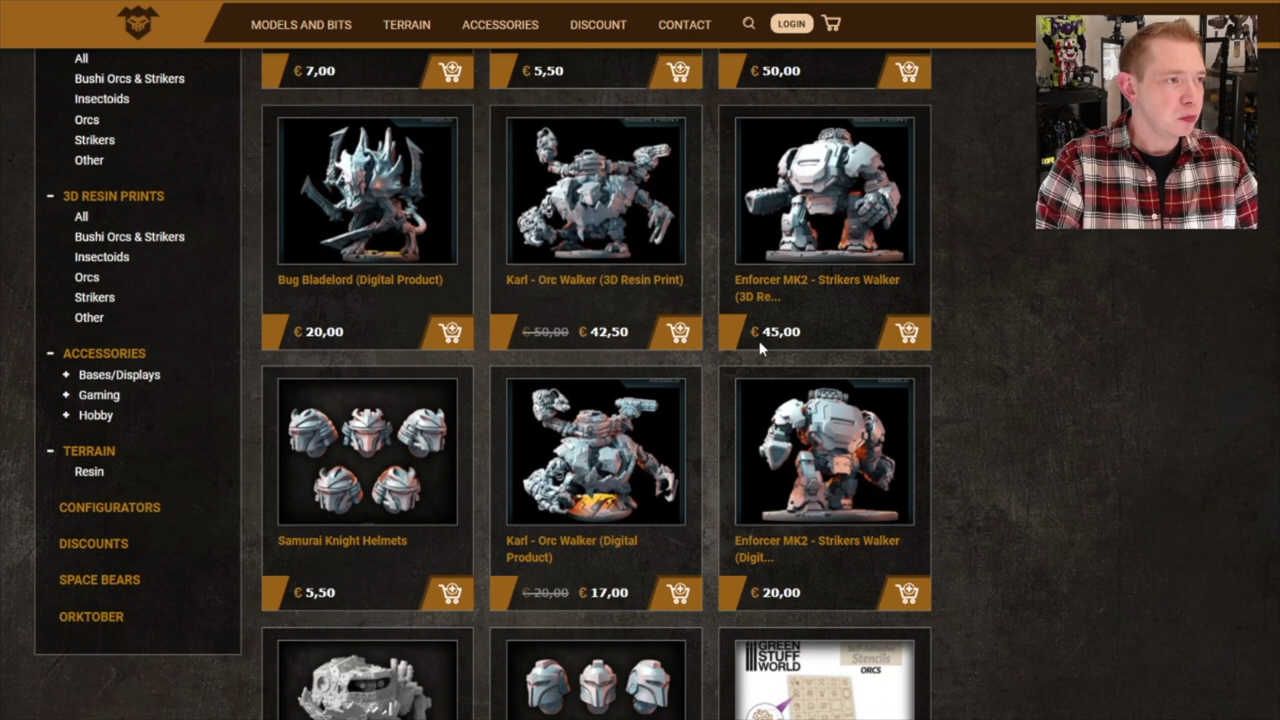 MODELS AND BITS TERRAIN ACCESSORIES DISCOUNT CONTACT LOGIN
All
Bushi Orcs & Strikers
Insectoids
Orcs
Strikers
Other
- 3D RESIN PRINTS
All
Bushi Orcs & Strikers
Insectoids
Orcs
Strikers
Other
- ACCESSORIES
+ Bases/Displays
+ Gaming
+ Hobby
- TERRAIN
Resin
CONFIGURATORS
DISCOUNTS
SPACE BEARS
ORKTOBER
€ 7,00
€ 5,50
€ 50,00
Bug Bladelord (Digital Product)
€ 20,00
Karl - Orc Walker (3D Resin Print)
€ 50,00 € 42,50
RESIN PRINT
Enforcer MK2 - Strikers Walker
(3D Re...
€ 45,00
Samurai Knight Helmets
€ 5,50
Karl - Orc Walker (Digital
Product)
€ 20,00 € 17,00
Enforcer MK2 - Strikers Walker
(Digit...
€ 20,00
GREEN
STUFF
WORLD
Stencils
ORCS